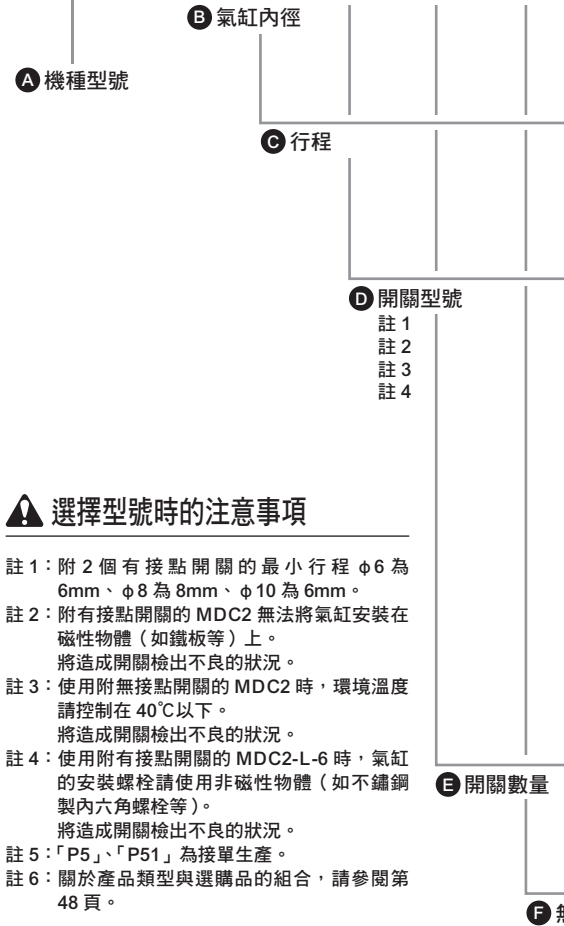 B 氣缸內徑
A 機種型號
C 行程
D 開關型號
註 1
註 2
註 3
註 4
選擇型號時的注意事項
註 1：附 2 個有接點開關的最小行程 φ6 為
6mm、φ8 為 8mm、φ10 為 6mm。
註 2：附有接點開關的 MDC2 無法將氣缸安裝在
磁性物體（如鐵板等）上。
將造成開關檢出不良的狀況。
註 3：使用附無接點開關的 MDC2 時，環境溫度
請控制在 40℃以下。
將造成開關檢出不良的狀況。
註 4：使用附有接點開關的 MDC2-L-6 時，氣缸
的安裝螺栓請使用非磁性物體（如不鏽鋼
製內六角螺栓等）。
將造成開關檢出不良的狀況。
註 5：「P5」、「P51」為接單生產。
註 6：關於產品類型與選購品的組合，請參閱第
48 頁。
E 開關數量
F